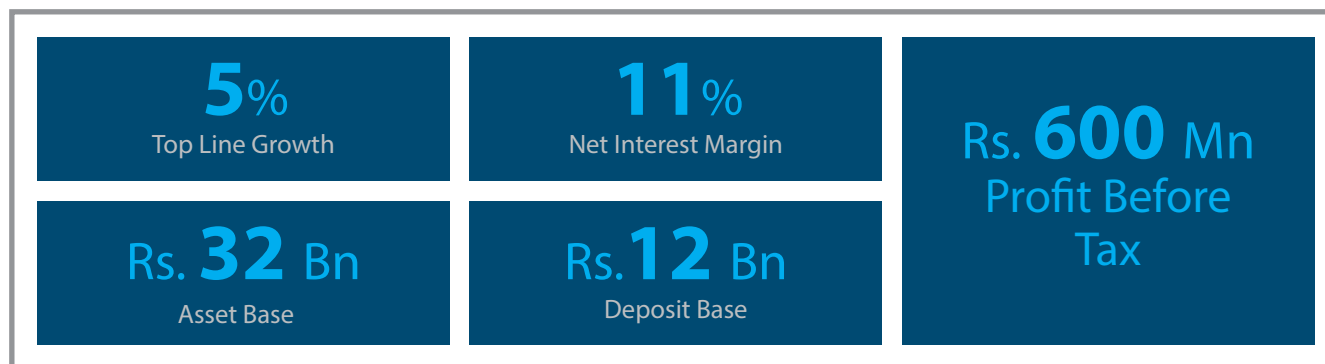 5%
Top Line Growth
11%
Net Interest Margin
Rs. 32 Bn
Asset Base
Rs.12 Bn
Deposit Base
Rs. 600 Mn
Profit Before
Tax